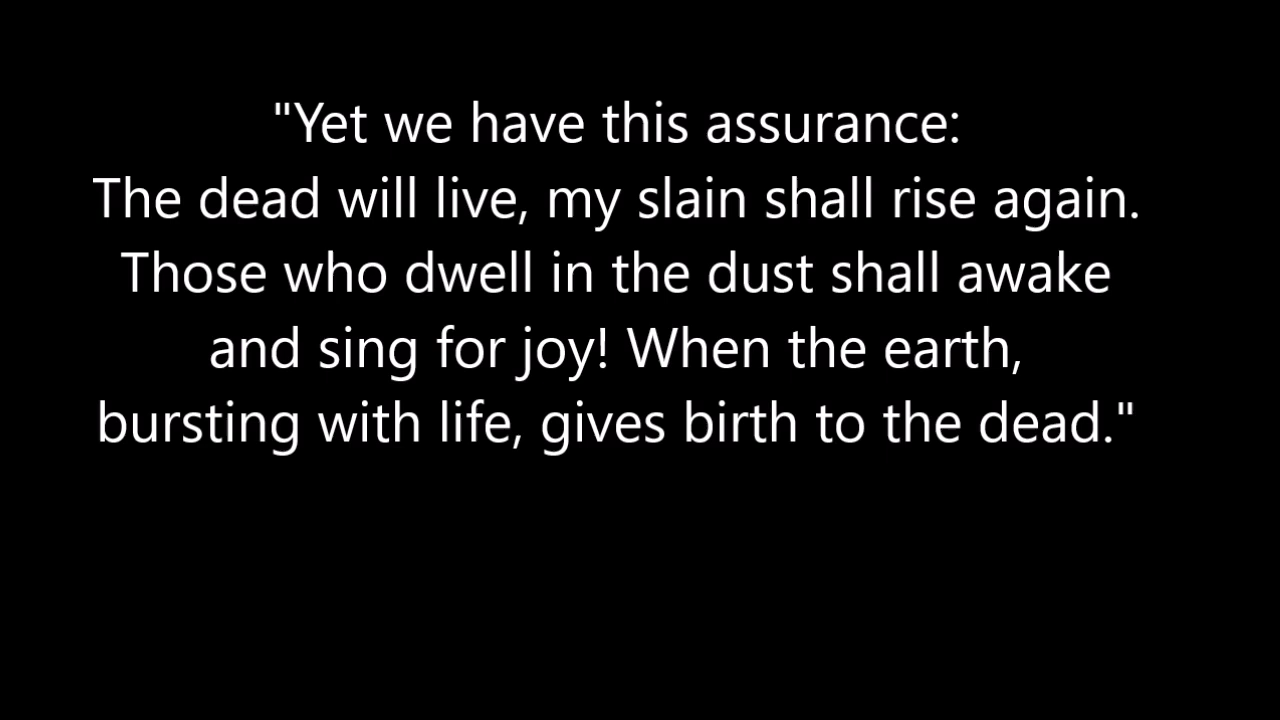 "Yet we have this assurance:
The dead will live, my slain shall rise again.
Those who dwell in the dust shall awake
and sing for joy! When the earth,
bursting with life, gives birth to the dead."